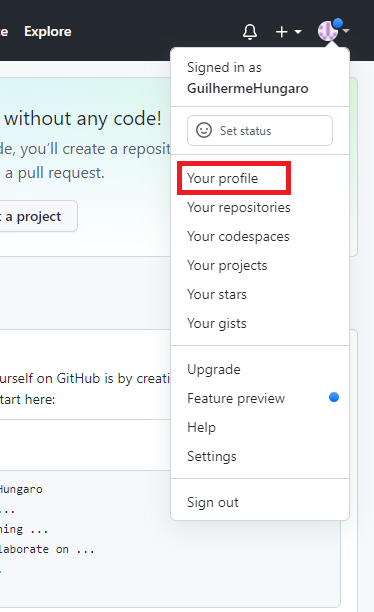 e Explore
Signed in as
GuilhermeHungaro
without any code!
Set status
de, you'll create a reposit
a pull request.
Your profile
Your repositories
t a project
Your codespaces
Your projects
Your stars
Your gists
Upgrade
urself on GitHub is by creati
Feature preview
tart here:
Help
Settings
Hungaro
Sign out
...
ning ...
laborate on ...